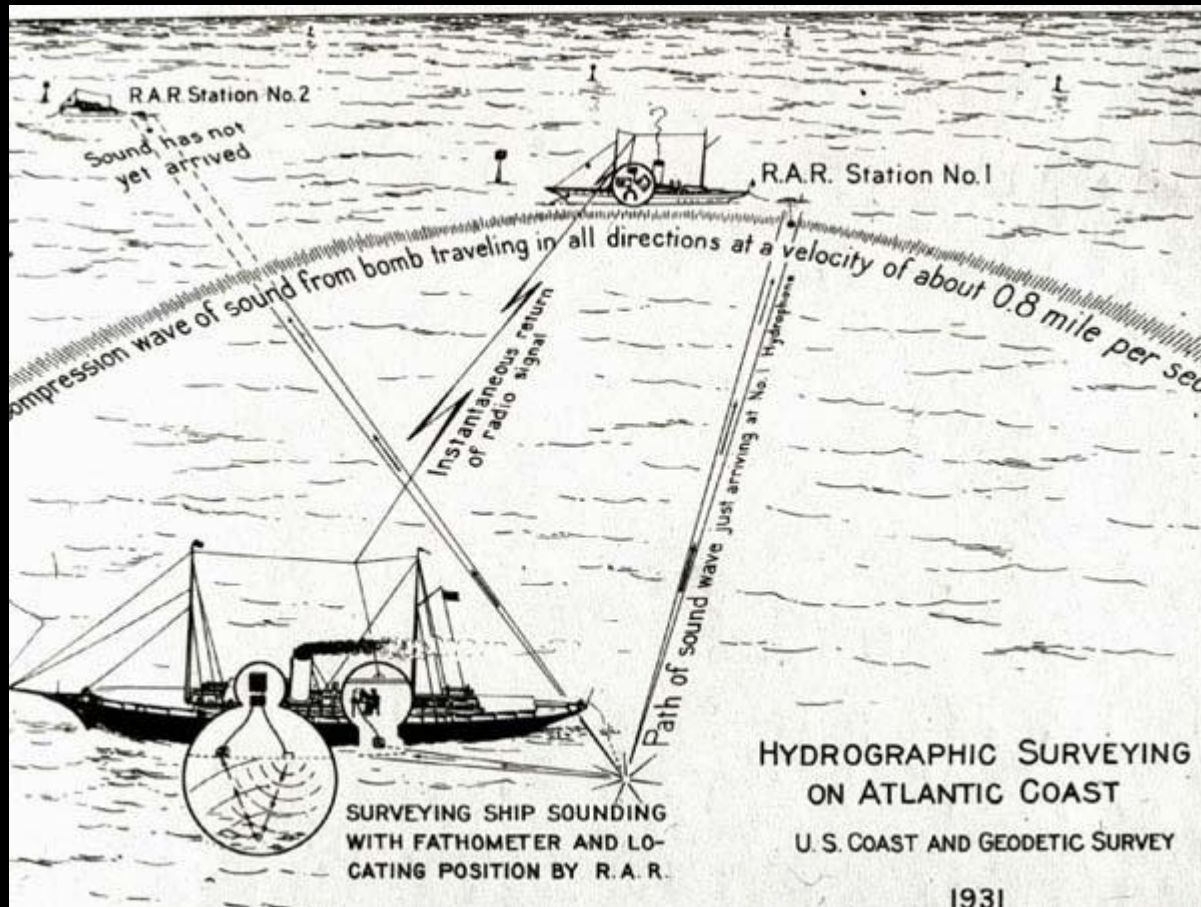 R.A.R. Station No.2
Sound has not
yet arrived
R.A.R. Station No.1
ompression wave of sound from bomb traveling in all directions at a velocity of about 0.8 mile per sec
Instantaneous return
of radio signal
Path of sound wave just arriving at No. 1 Hydrophone
SURVEYING SHIP SOUNDING
WITH FATHOMETER AND LO-
CATING POSITION BY R.A.R.
HYDROGRAPHIC SURVEYING
ON ATLANTIC COAST
U.S. COAST AND GEODETIC SURVEY
1931